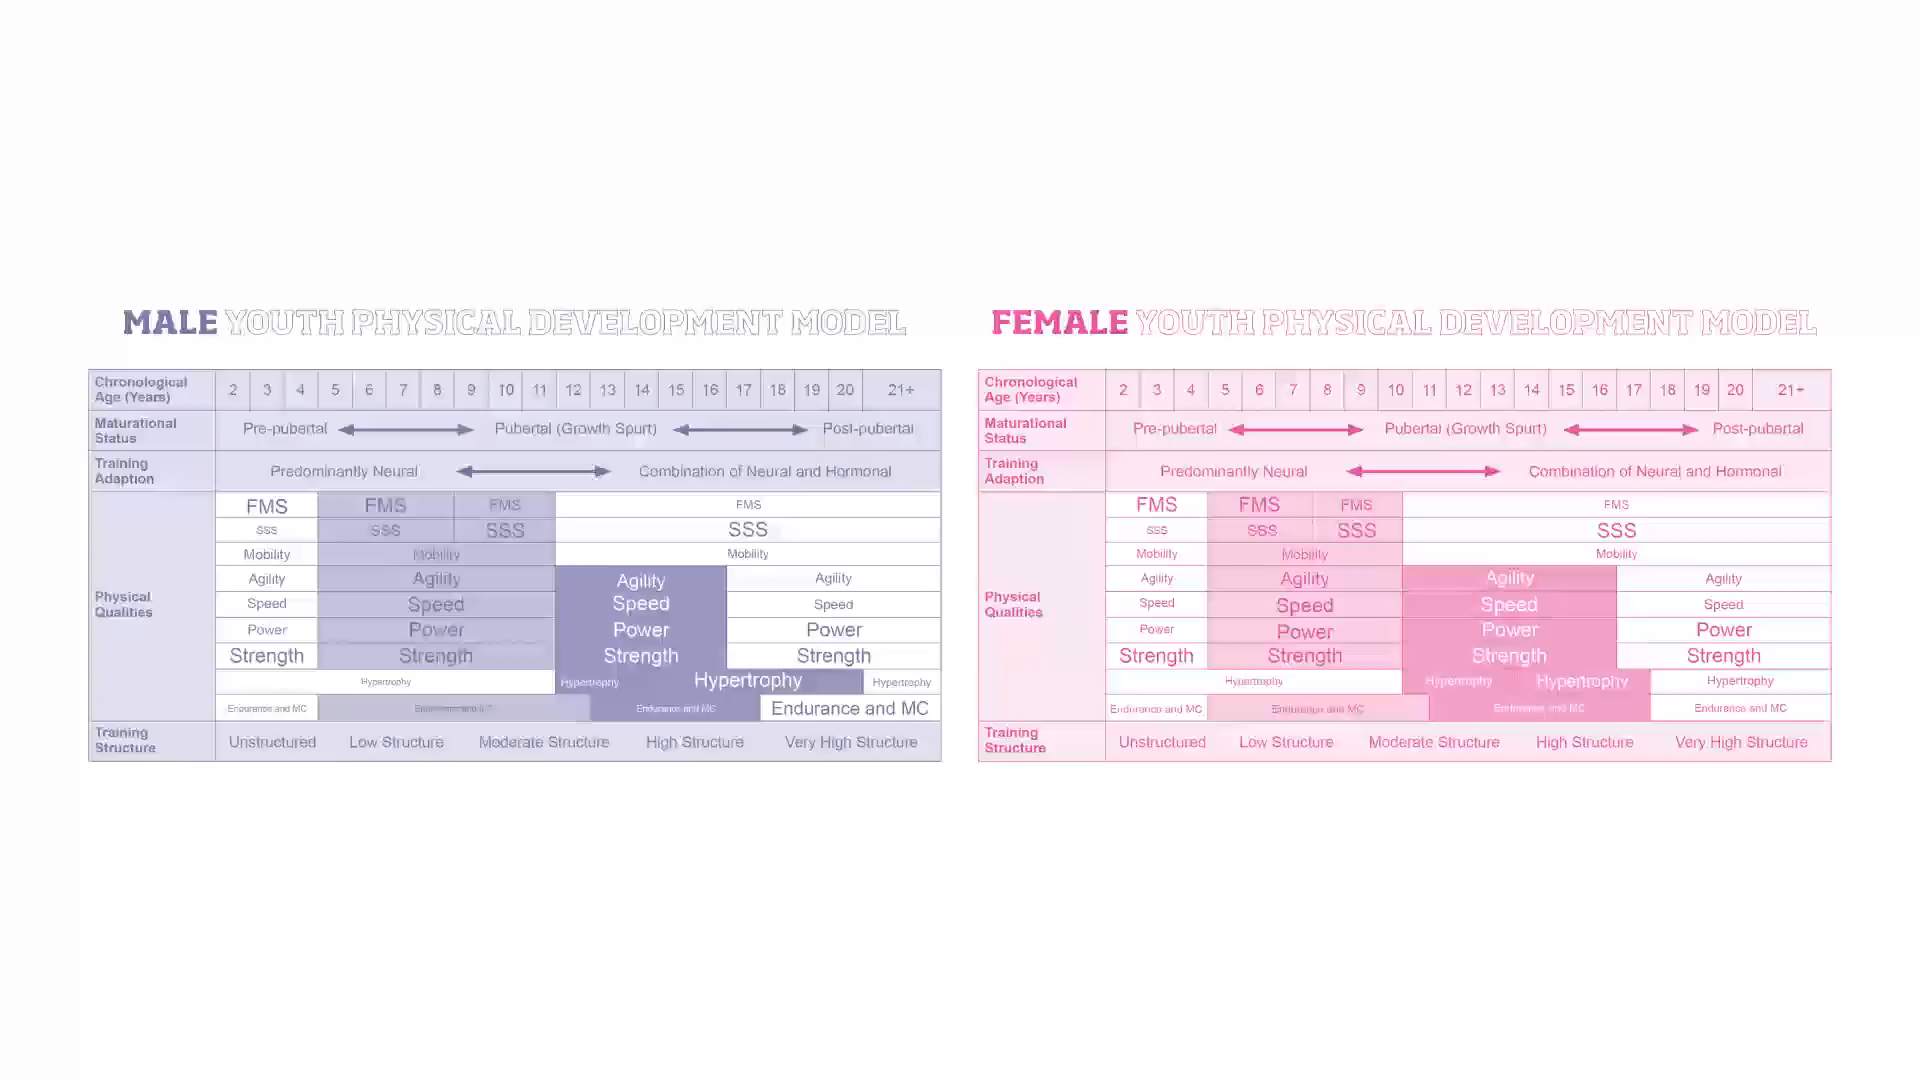 MALE YOUTH PHYSICAL DEVELOPMENT MODEL
Chronological Age (Years) 2 3 4 5 6 7 8 9 10 11 12 13 14 15 16 17 18 19 20 21+
Maturational Status Pre-pubertal Pubertal (Growth Spurt) Post-pubertal
Training Adaption Predominantly Neural Combination of Neural and Hormonal
Physical Qualities
FMS FMS FMS FMS
SSS SSS SSS SSS
Mobility Mobility Mobility
Agility Agility Agility Agility
Speed Speed Speed Speed
Power Power Power Power
Strength Strength Strength Strength
Hypertrophy Hypertrophy Hypertrophy Hypertrophy
Endurance and MC Endurance and MC Endurance and MC Endurance and MC
Training Structure Unstructured Low Structure Moderate Structure High Structure Very High Structure
FEMALE YOUTH PHYSICAL DEVELOPMENT MODEL
Chronological Age (Years) 2 3 4 5 6 7 8 9 10 11 12 13 14 15 16 17 18 19 20 21+
Maturational Status Pre-pubertal Pubertal (Growth Spurt) Post-pubertal
Training Adaption Predominantly Neural Combination of Neural and Hormonal
Physical Qualities
FMS FMS FMS FMS
SSS SSS SSS SSS
Mobility Mobility Mobility
Agility Agility Agility Agility
Speed Speed Speed Speed
Power Power Power Power
Strength Strength Strength Strength
Hypertrophy Hypertrophy Hypertrophy Hypertrophy
Endurance and MC Endurance and MC Endurance and MC Endurance and MC
Training Structure Unstructured Low Structure Moderate Structure High Structure Very High Structure